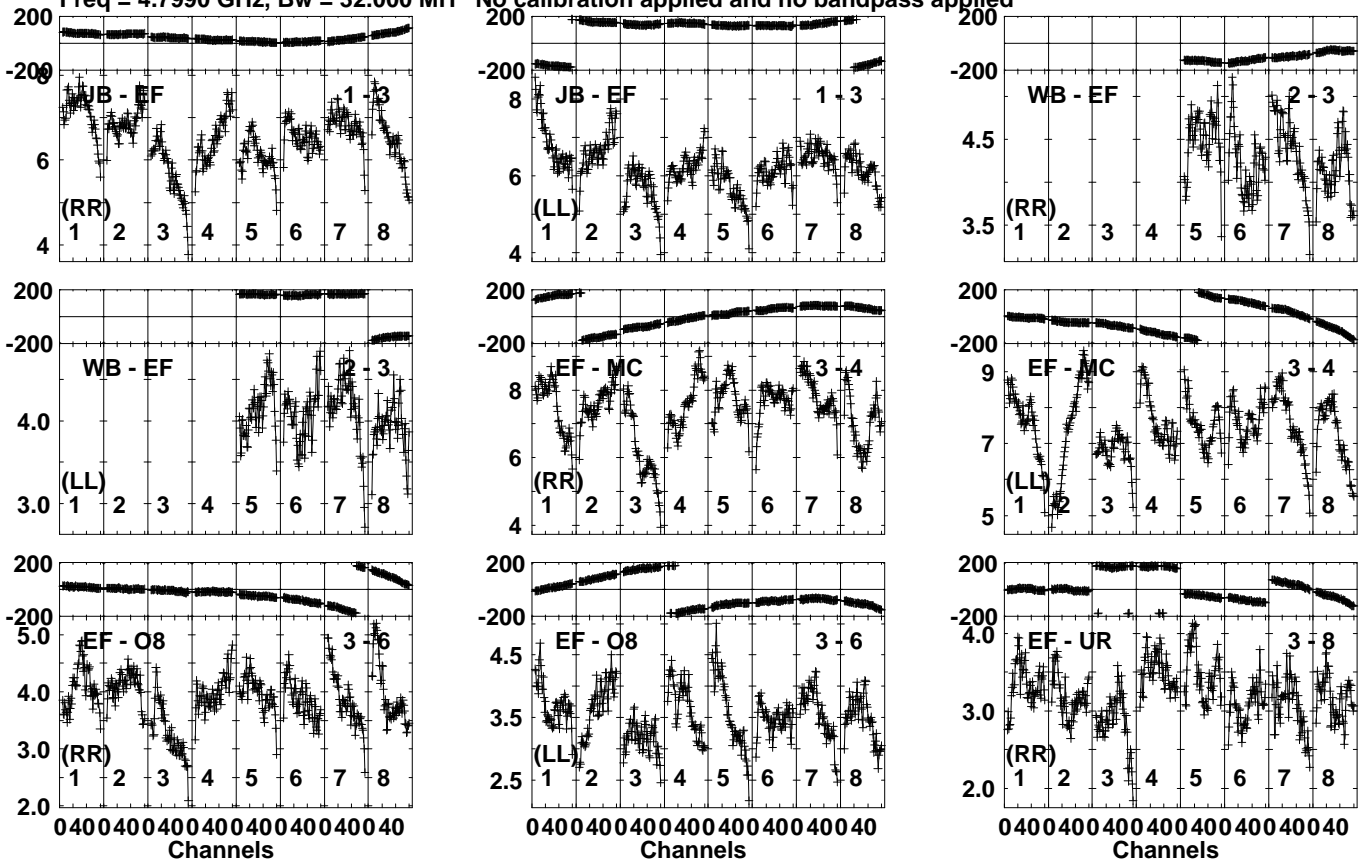 Freq = 4.7990 GHz, Bw = 32.000 MH No calibration applied and no bandpass applied
200 200 200
-200 -200 -200
8
JB - EF 1 - 3 8 JB - EF 1 - 3 WB - EF 2 - 3
4.5
6 6
(RR) (LL) (RR) 3.5
1 2 3 4 5 6 7 8 1 2 3 4 5 6 7 8 1 2 3 4 5 6 7 8
4 4
200 200 200
-200 -200 -200
WB - EF 2 - 3 EF - MC 3 - 4 EF - MC 3 - 4
9
8
4.0
7
6
(LL) (RR) (LL)
3.0 1 2 3 4 5 6 7 8 1 2 3 4 5 6 7 8 1 2 3 4 5 6 7 8
4 5
200 200 200
-200 -200 -200
5.0 EF - O8 3 - 6 EF - O8 3 - 6 4.0 EF - UR 3 - 8
4.5
4.0
3.5 3.0
3.0
(RR) (LL) (RR)
1 2 3 4 5 6 7 8 2.5 1 2 3 4 5 6 7 8 2.0 1 2 3 4 5 6 7 8
2.0
0 40 0 40 0 40 0 40 0 40 0 40 0 40 0 40 0 40 0 40 0 40 0 40 0 40 0 40 0 40 0 40 0 40 0 40 0 40 0 40 0 40 0 40 0 40 0 40
Channels Channels Channels